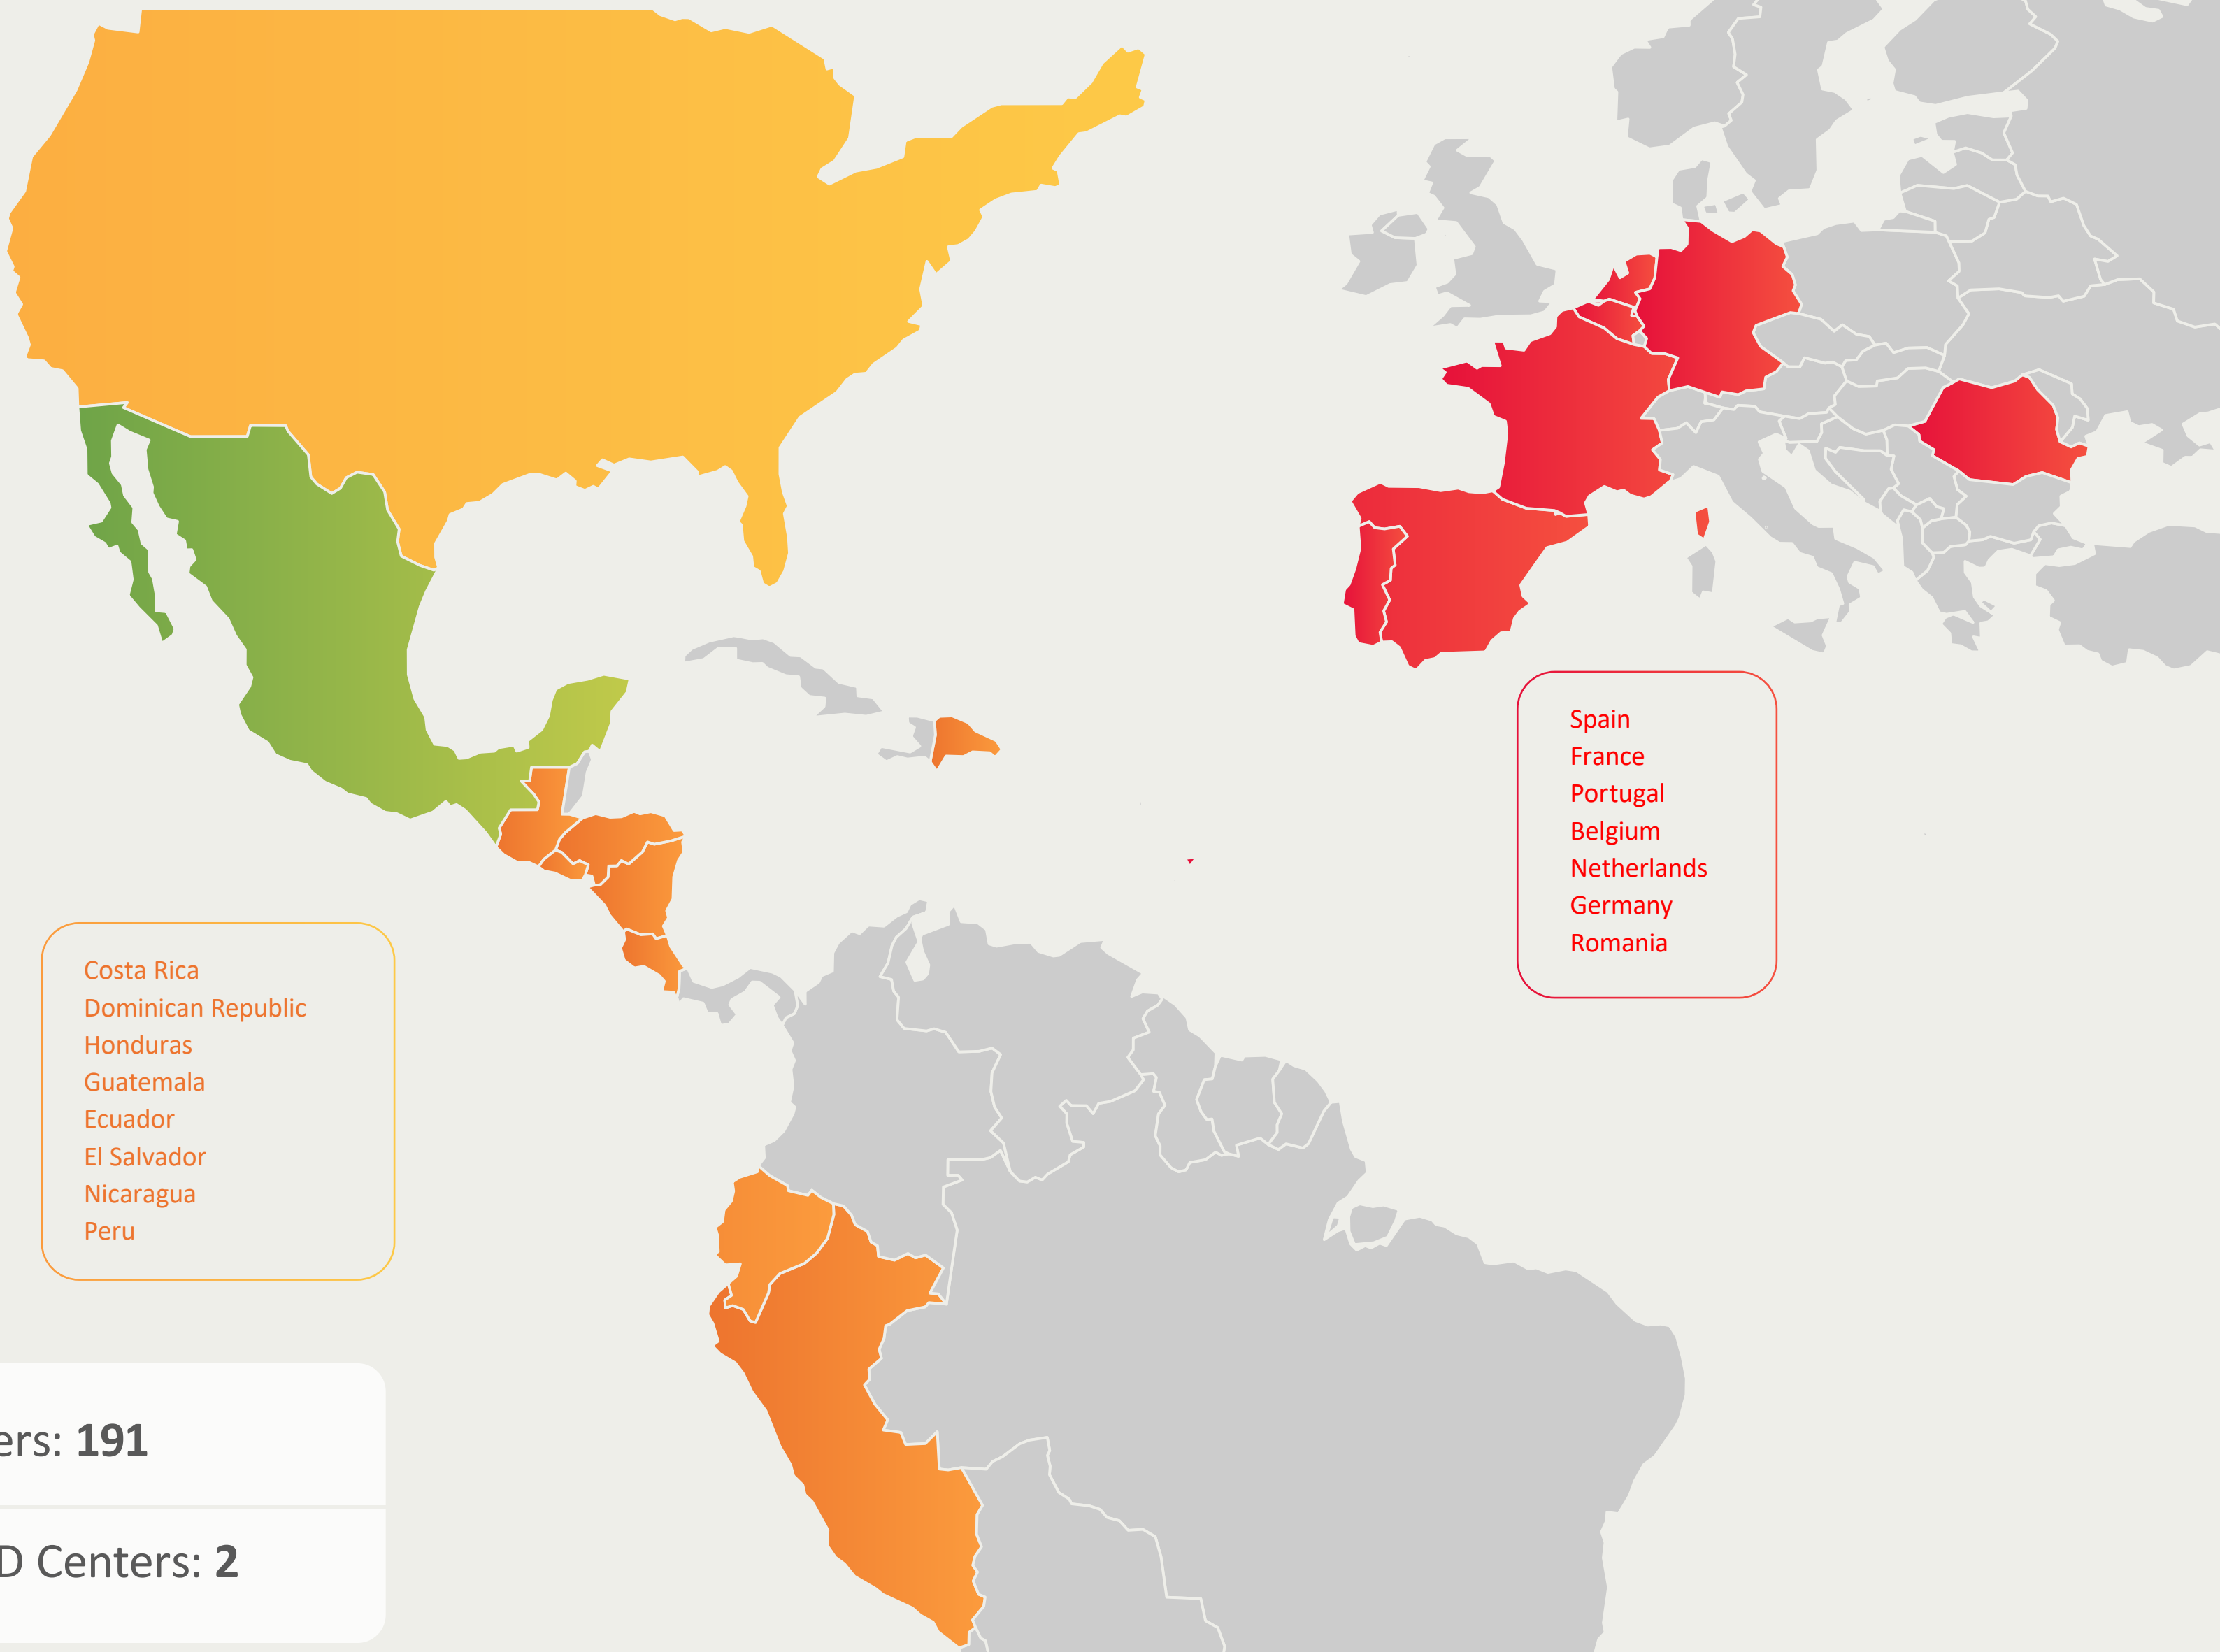 Spain
France
Portugal
Belgium
Netherlands
Germany
Romania
Costa Rica
Dominican Republic
Honduras
Guatemala
Ecuador
El Salvador
Nicaragua
Peru
ers: 191
D Centers: 2